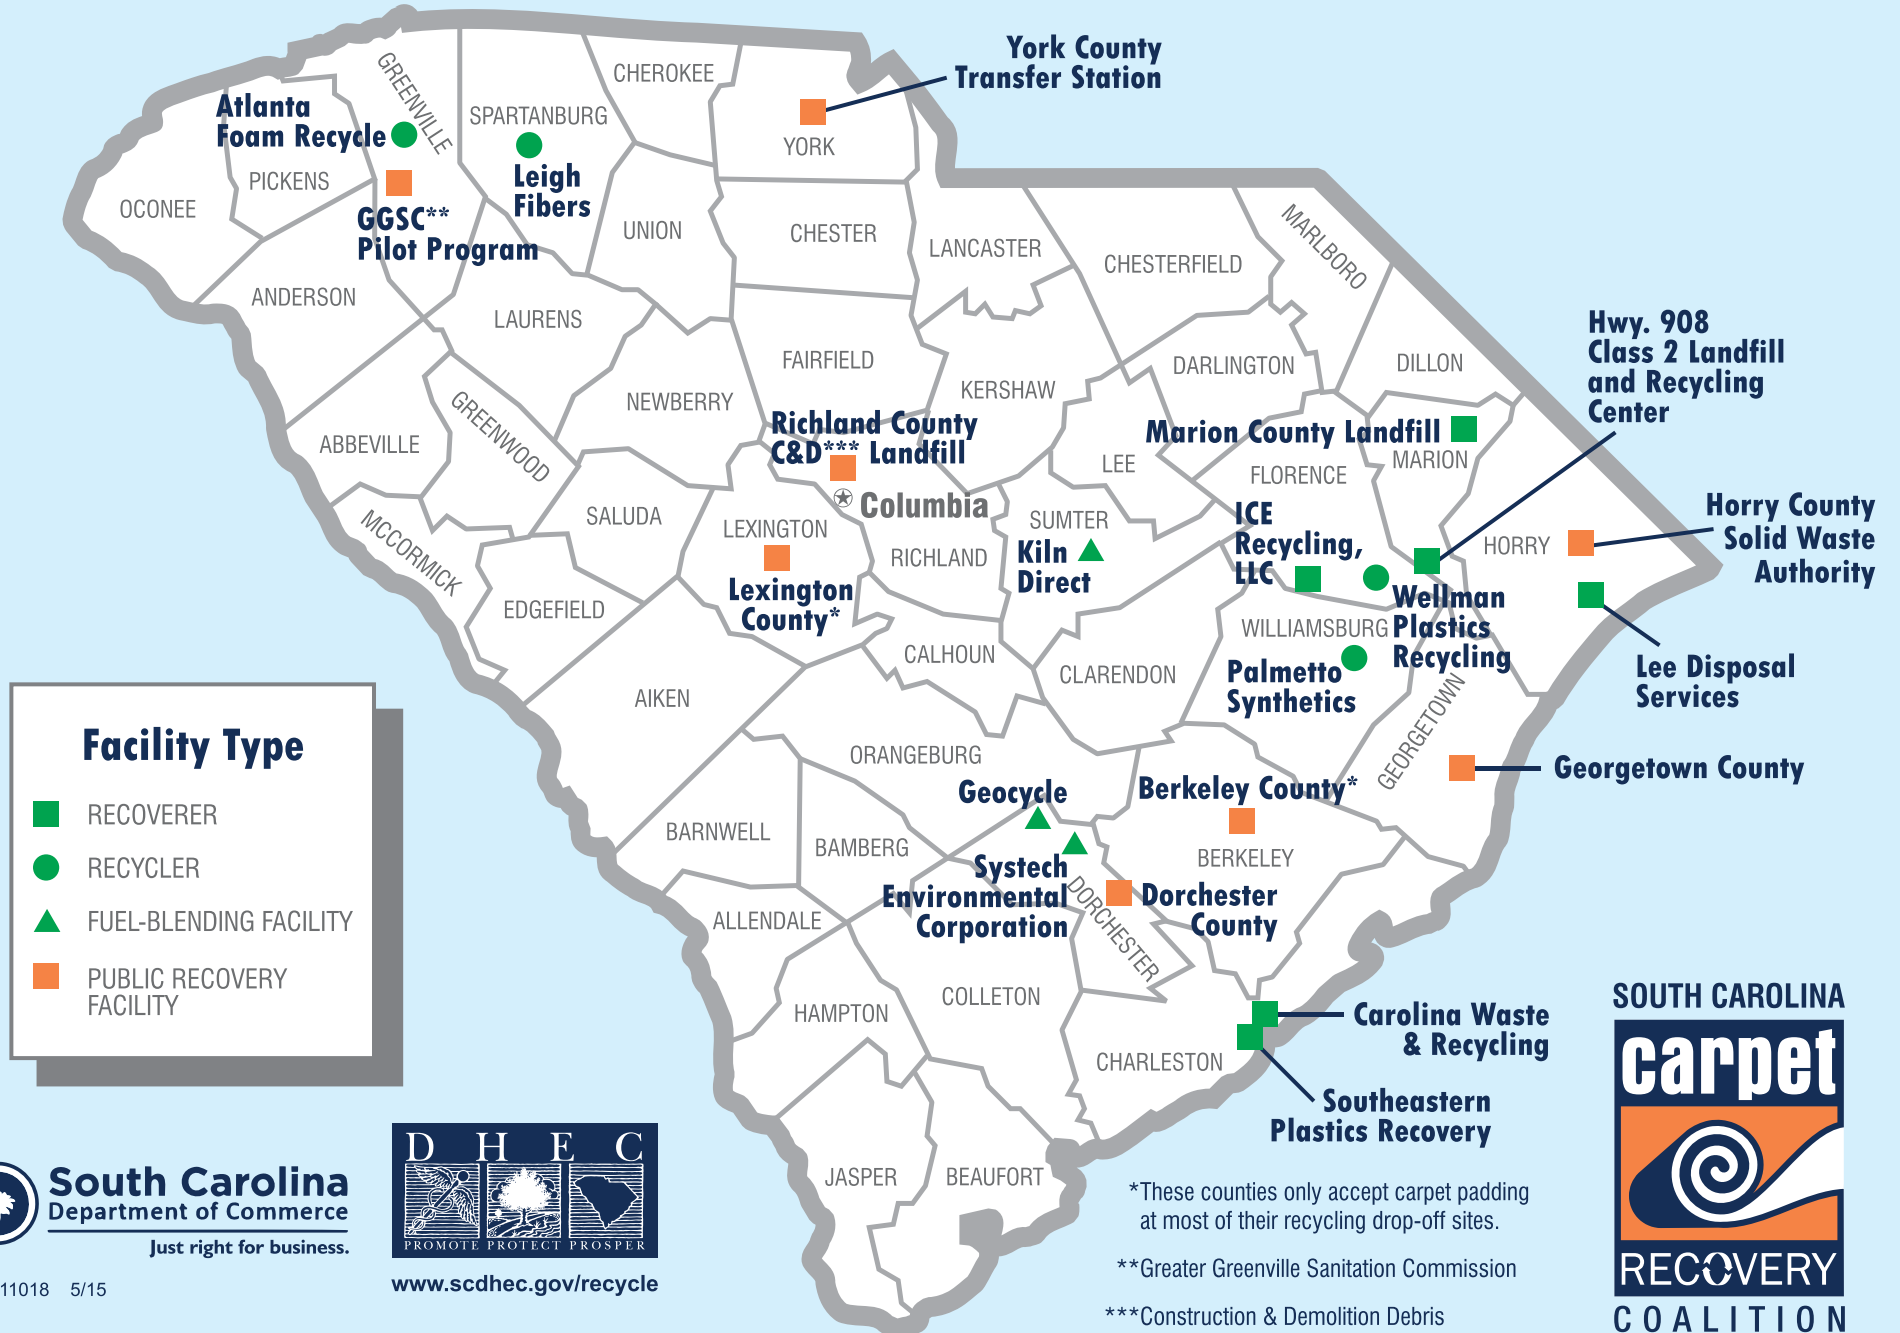 York County
Transfer Station
GREENVILLE
CHEROKEE
Atlanta
Foam Recycle
SPARTANBURG
YORK
PICKENS
Leigh
Fibers
OCONEE
GGSC**
Pilot Program
UNION
CHESTER
LANCASTER
CHESTERFIELD
MARLBORO
ANDERSON
LAURENS
Hwy. 908
Class 2 Landfill
and Recycling
Center
FAIRFIELD
DARLINGTON
DILLON
KERSHAW
NEWBERRY
GREENWOOD
ABBEVILLE
Richland County
C&D*** Landfill
Marion County Landfill
MARION
LEE
FLORENCE
Columbia
SALUDA
LEXINGTON
SUMTER
ICE
Recycling,
LLC
Horry County
Solid Waste
Authority
HORRY
MCCORMICK
RICHLAND
Kiln
Direct
Lexington
County*
EDGEFIELD
Wellman
Plastics
Recycling
WILLIAMSBURG
CALHOUN
CLARENDON
Palmetto
Synthetics
Lee Disposal
Services
AIKEN
GEORGETOWN
Facility Type
RECOVERER
RECYCLER
FUEL-BLENDING FACILITY
PUBLIC RECOVERY
FACILITY
ORANGEBURG
Geocycle
Berkeley County*
Georgetown County
BARNWELL
BAMBERG
BERKELEY
Systech
Environmental
Corporation
DORCHESTER
Dorchester
County
ALLENDALE
HAMPTON
COLLETON
Carolina Waste
& Recycling
CHARLESTON
Southeastern
Plastics Recovery
JASPER
BEAUFORT
SOUTH CAROLINA
carpet
RECOVERY
COALITION
D H E C
PROMOTE PROTECT PROSPER
www.scdhec.gov/recycle
South Carolina
Department of Commerce
Just right for business.
11018 5/15
*These counties only accept carpet padding
at most of their recycling drop-off sites.
**Greater Greenville Sanitation Commission
***Construction & Demolition Debris